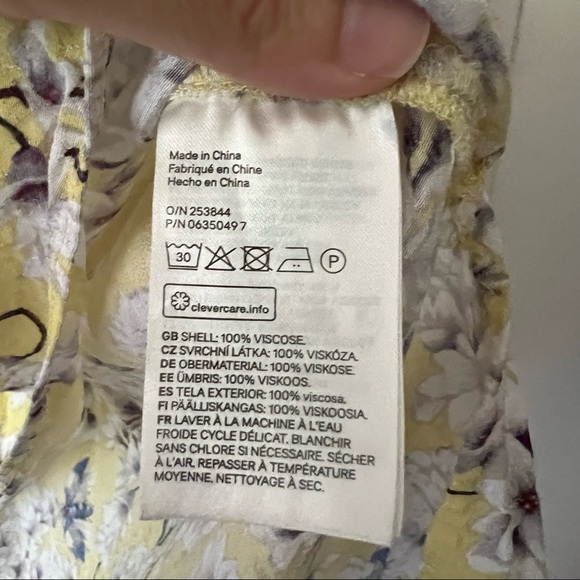 Made in China
Fabriqué en Chine
Hecho en China
O/N 253844
P/N 06350497
30 P
clevercare.info
GB SHELL: 100% VISCOSE.
CZ SVRCHNÍ LÁTKA: 100% VISKÓZA.
DE OBERMATERIAL: 100% VISKOSE.
EE ÜMBRIS: 100% VISKOOS.
ES TELA EXTERIOR: 100% viscosa.
FI PÄÄLLISKANGAS: 100% VISKOOSIA.
FR LAVER À LA MACHINE À L'EAU
FROIDE CYCLE DÉLICAT. BLANCHIR
SANS CHLORE SI NÉCESSAIRE. SÉCHER
À L'AIR. REPASSER À TEMPÉRATURE
MOYENNE. NETTOYAGE À SEC.